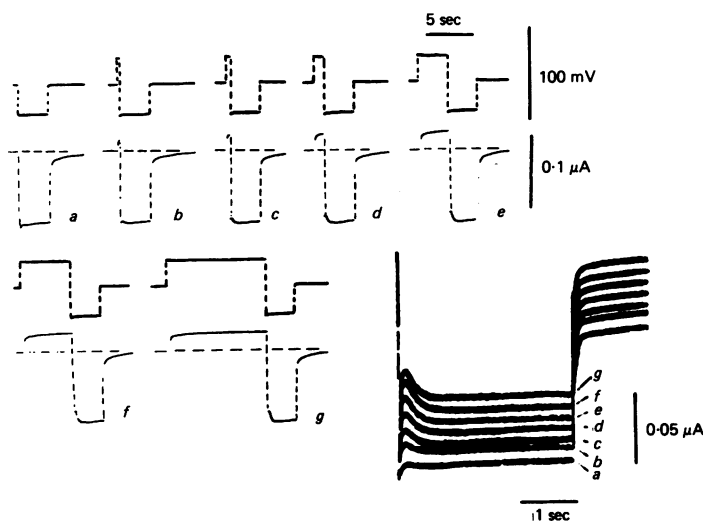 5 sec
100 mV
0·1 μA
a b c d e
f g
g
f
e
d
c
b
a
0·05 μA
1 sec